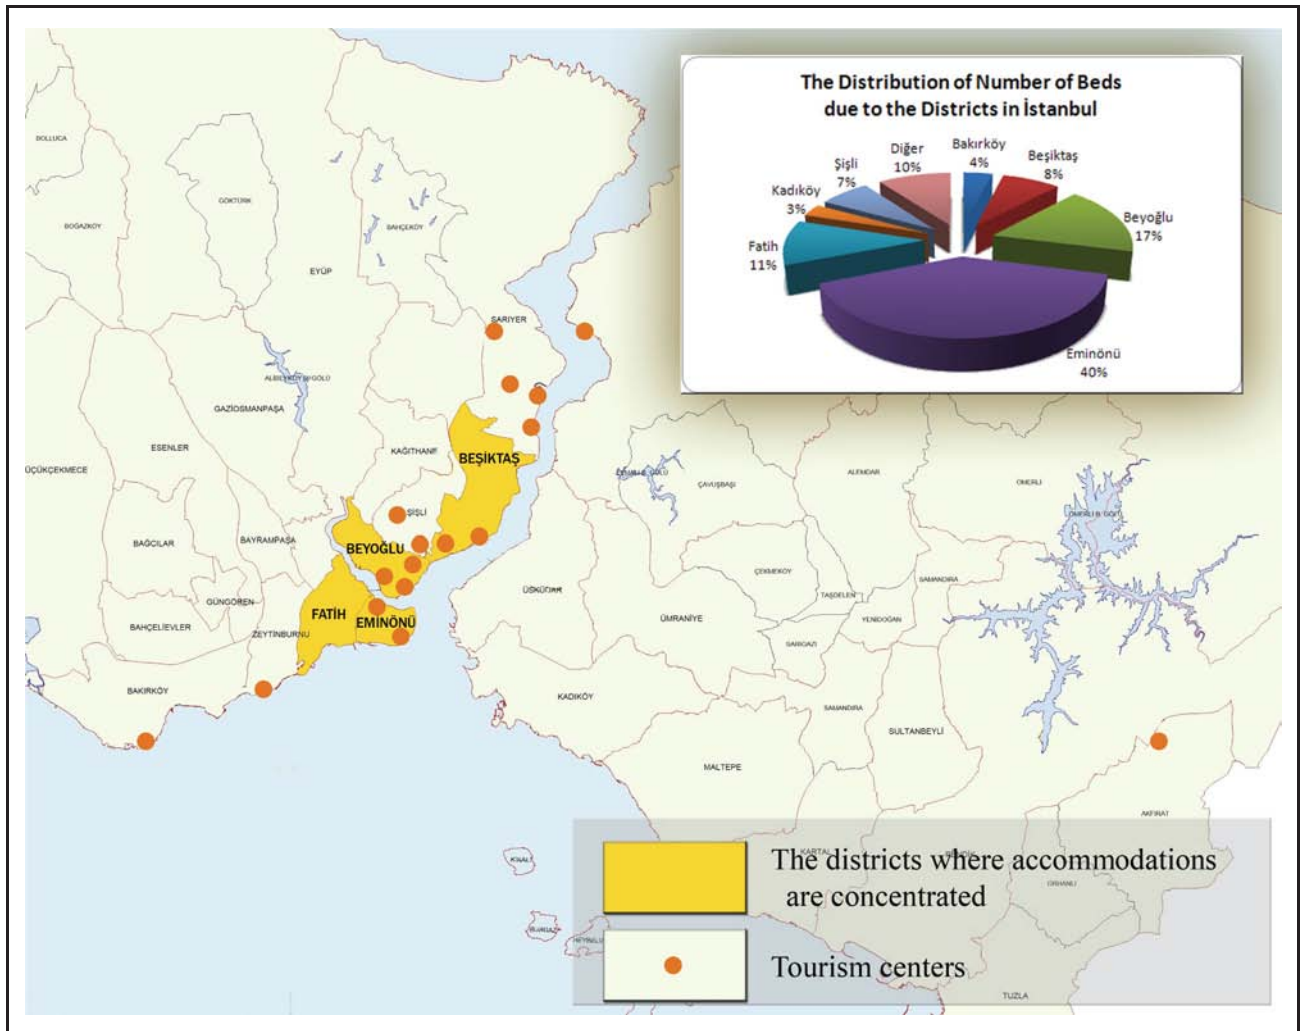 The Distribution of Number of Beds
due to the Districts in İstanbul
Diğer
10%
Bakırköy
4%
Beşiktaş
8%
Şişli
7%
Kadıköy
3%
Beyoğlu
17%
Fatih
11%
Eminönü
40%
DOLLUCA
GÖKTÜRK
BOĞAZKÖY
BAHÇEKÖY
EYÜP
SARIYER
GAZİOSMANPAŞA
ESENLER
KAĞITHANE
BEŞİKTAŞ
ALEMDAR
ÖMERLİ
ÇAVUŞBAŞI
ŞİŞLİ
BAĞCILAR
BAYRAMPAŞA
BEYOĞLU
ÇEKMEKÖY
SAMANDIRA
TAŞDELEN
ÜSKÜDAR
ÜMRANİYE
YENİDOĞAN
GÜNGÖREN
FATİH
EMİNÖNÜ
BAHÇELİEVLER
ZEYTİNBURNU
SARIGAZI
BAKIRKÖY
KADIKÖY
SAMANDIRA
SULTANBEYLİ
MALTEPE
AKFIRAT
KARTAL
ORHANLI
KINALI
TUZLA
The districts where accommodations
are concentrated
Tourism centers